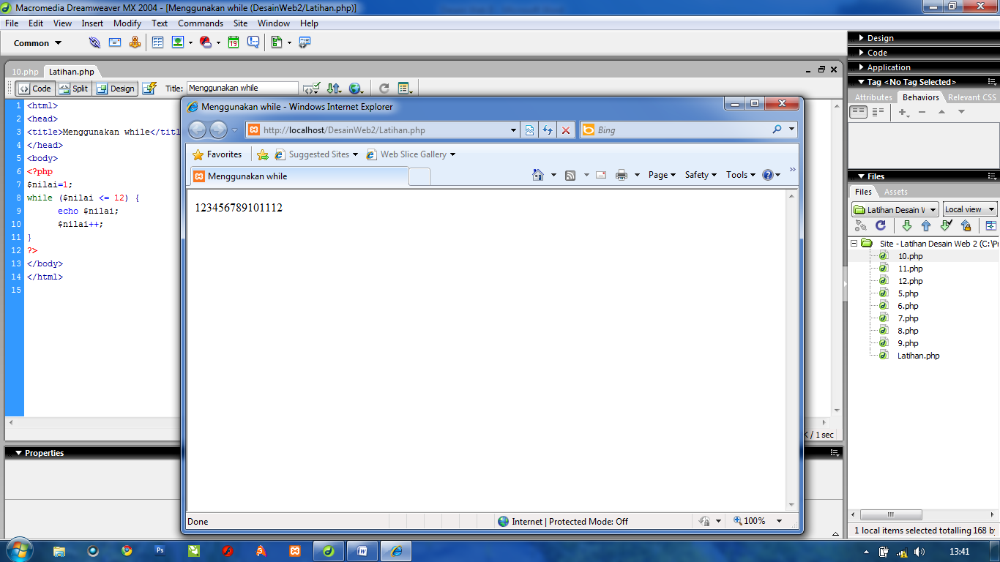 Macromedia Dreamweaver MX 2004 - [Menggunakan while (DesainWeb2/Latihan.php)]
File Edit View Insert Modify Text Commands Site Window Help
Common
10.php Latihan.php
Code Split Design Title: Menggunakan while
1 <html>
2 <head>
3 <title>Menggunakan while</titl
4 </head>
5 <body>
6 <?php
7 $nilai=1;
8 while ($nilai <= 12) {
9 echo $nilai;
10 $nilai++;
11 }
12 ?>
13 </body>
14 </html>
15
K / 1 sec
Properties
Menggunakan while - Windows Internet Explorer
http://localhost/DesainWeb2/Latihan.php
Bing
Favorites Suggested Sites Web Slice Gallery
Menggunakan while
Page Safety Tools
123456789101112
Done
Internet | Protected Mode: Off
100%
Design
Code
Application
Tag <No Tag Selected>
Attributes Behaviors Relevant CSS
Files
Files Assets
Latihan Desain W Local view
Site - Latihan Desain Web 2 (C:\Pr
10.php
11.php
12.php
5.php
6.php
7.php
8.php
9.php
Latihan.php
1 local items selected totalling 168 by
Ps
W
13:41